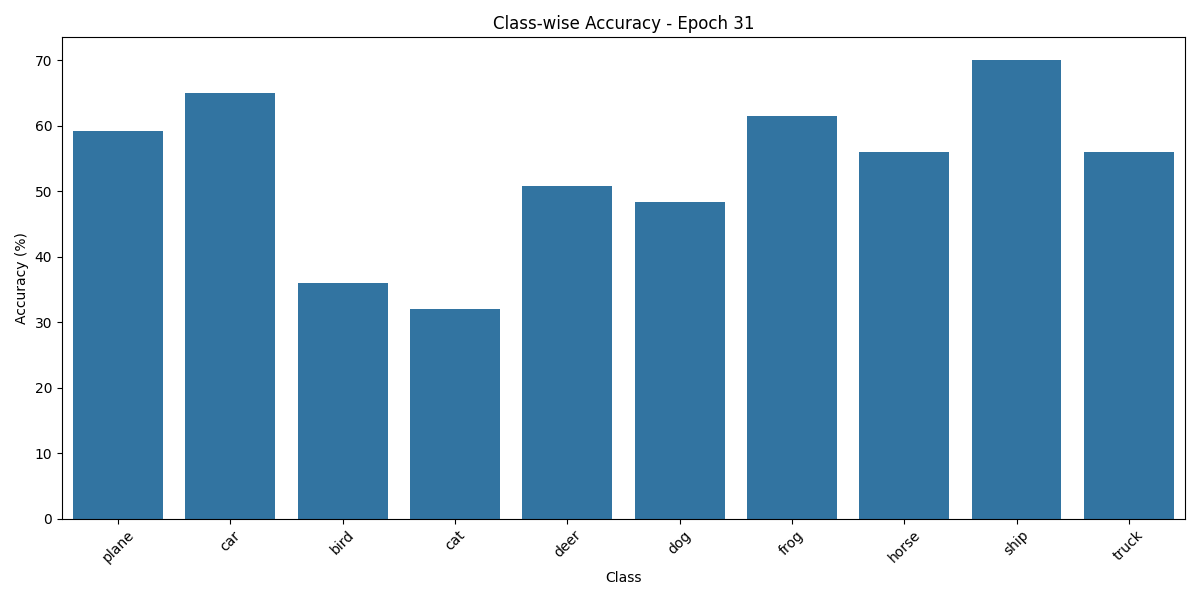 Class-wise Accuracy - Epoch 31
Accuracy (%)
70
60
50
40
30
20
10
0
plane
car
bird
cat
deer
dog
frog
horse
ship
truck
Class